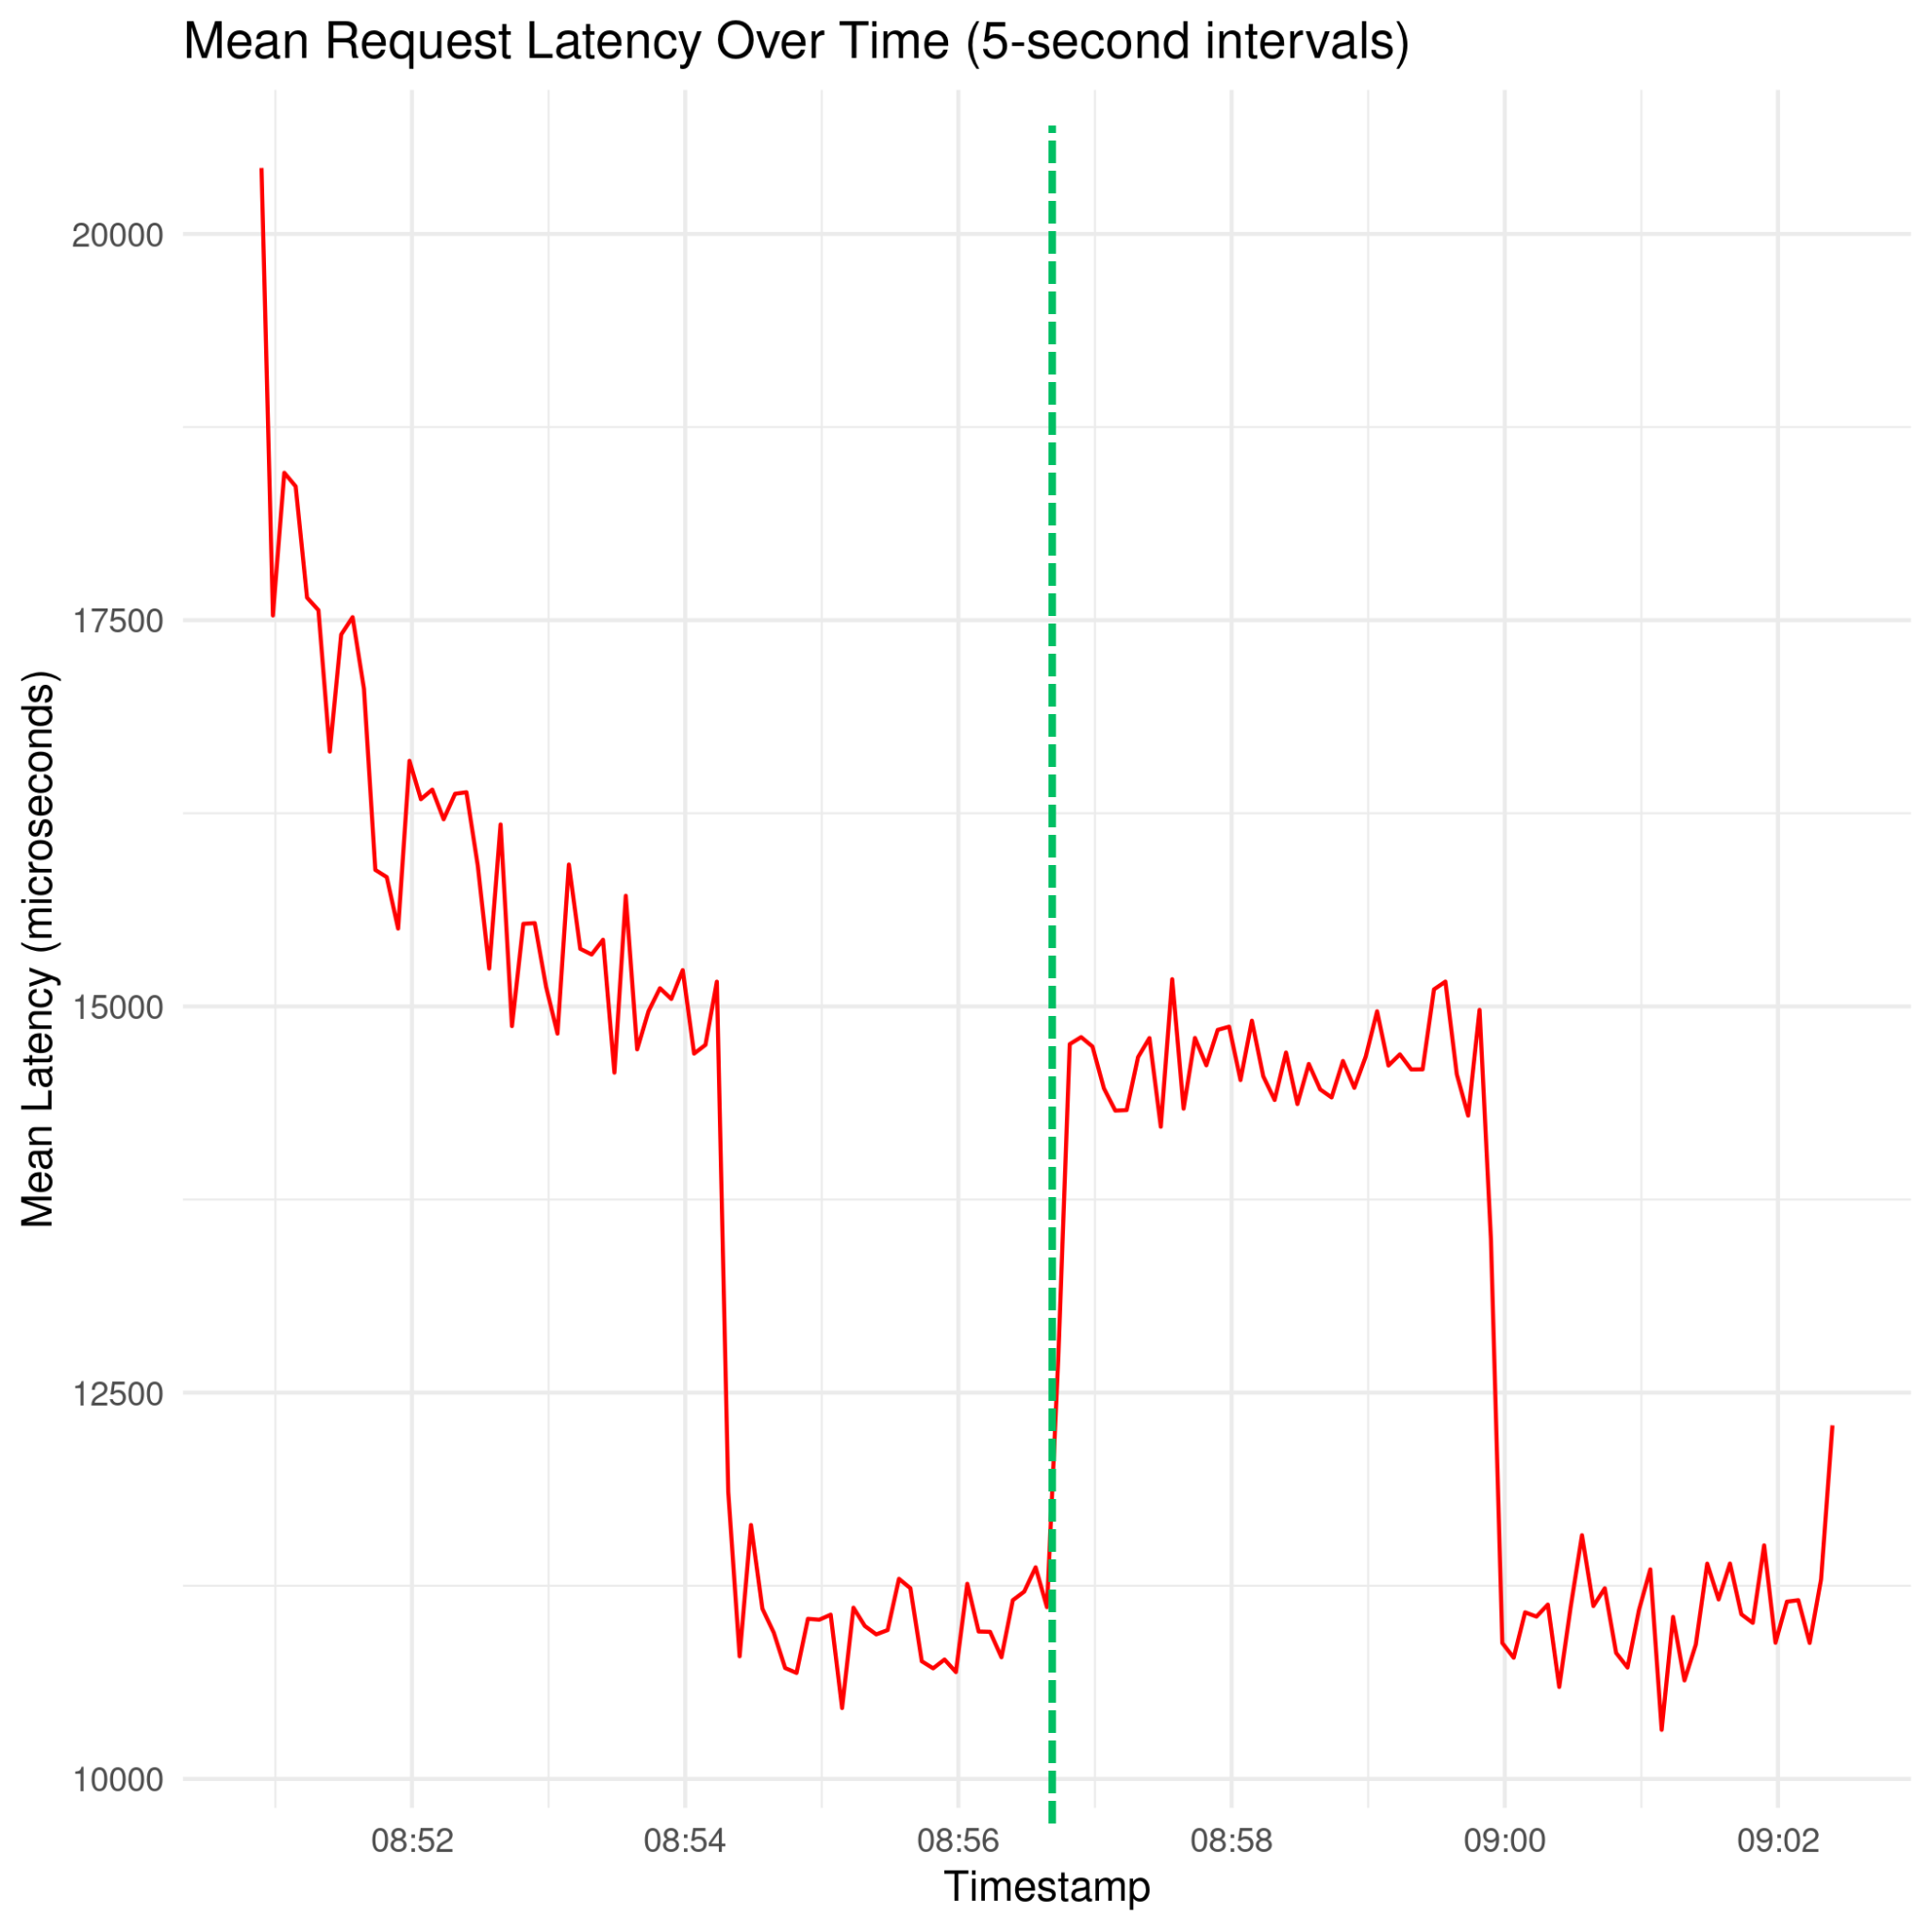 Mean Request Latency Over Time (5-second intervals)
Mean Latency (microseconds)
20000
17500
15000
12500
10000
08:52 08:54 08:56 08:58 09:00 09:02
Timestamp